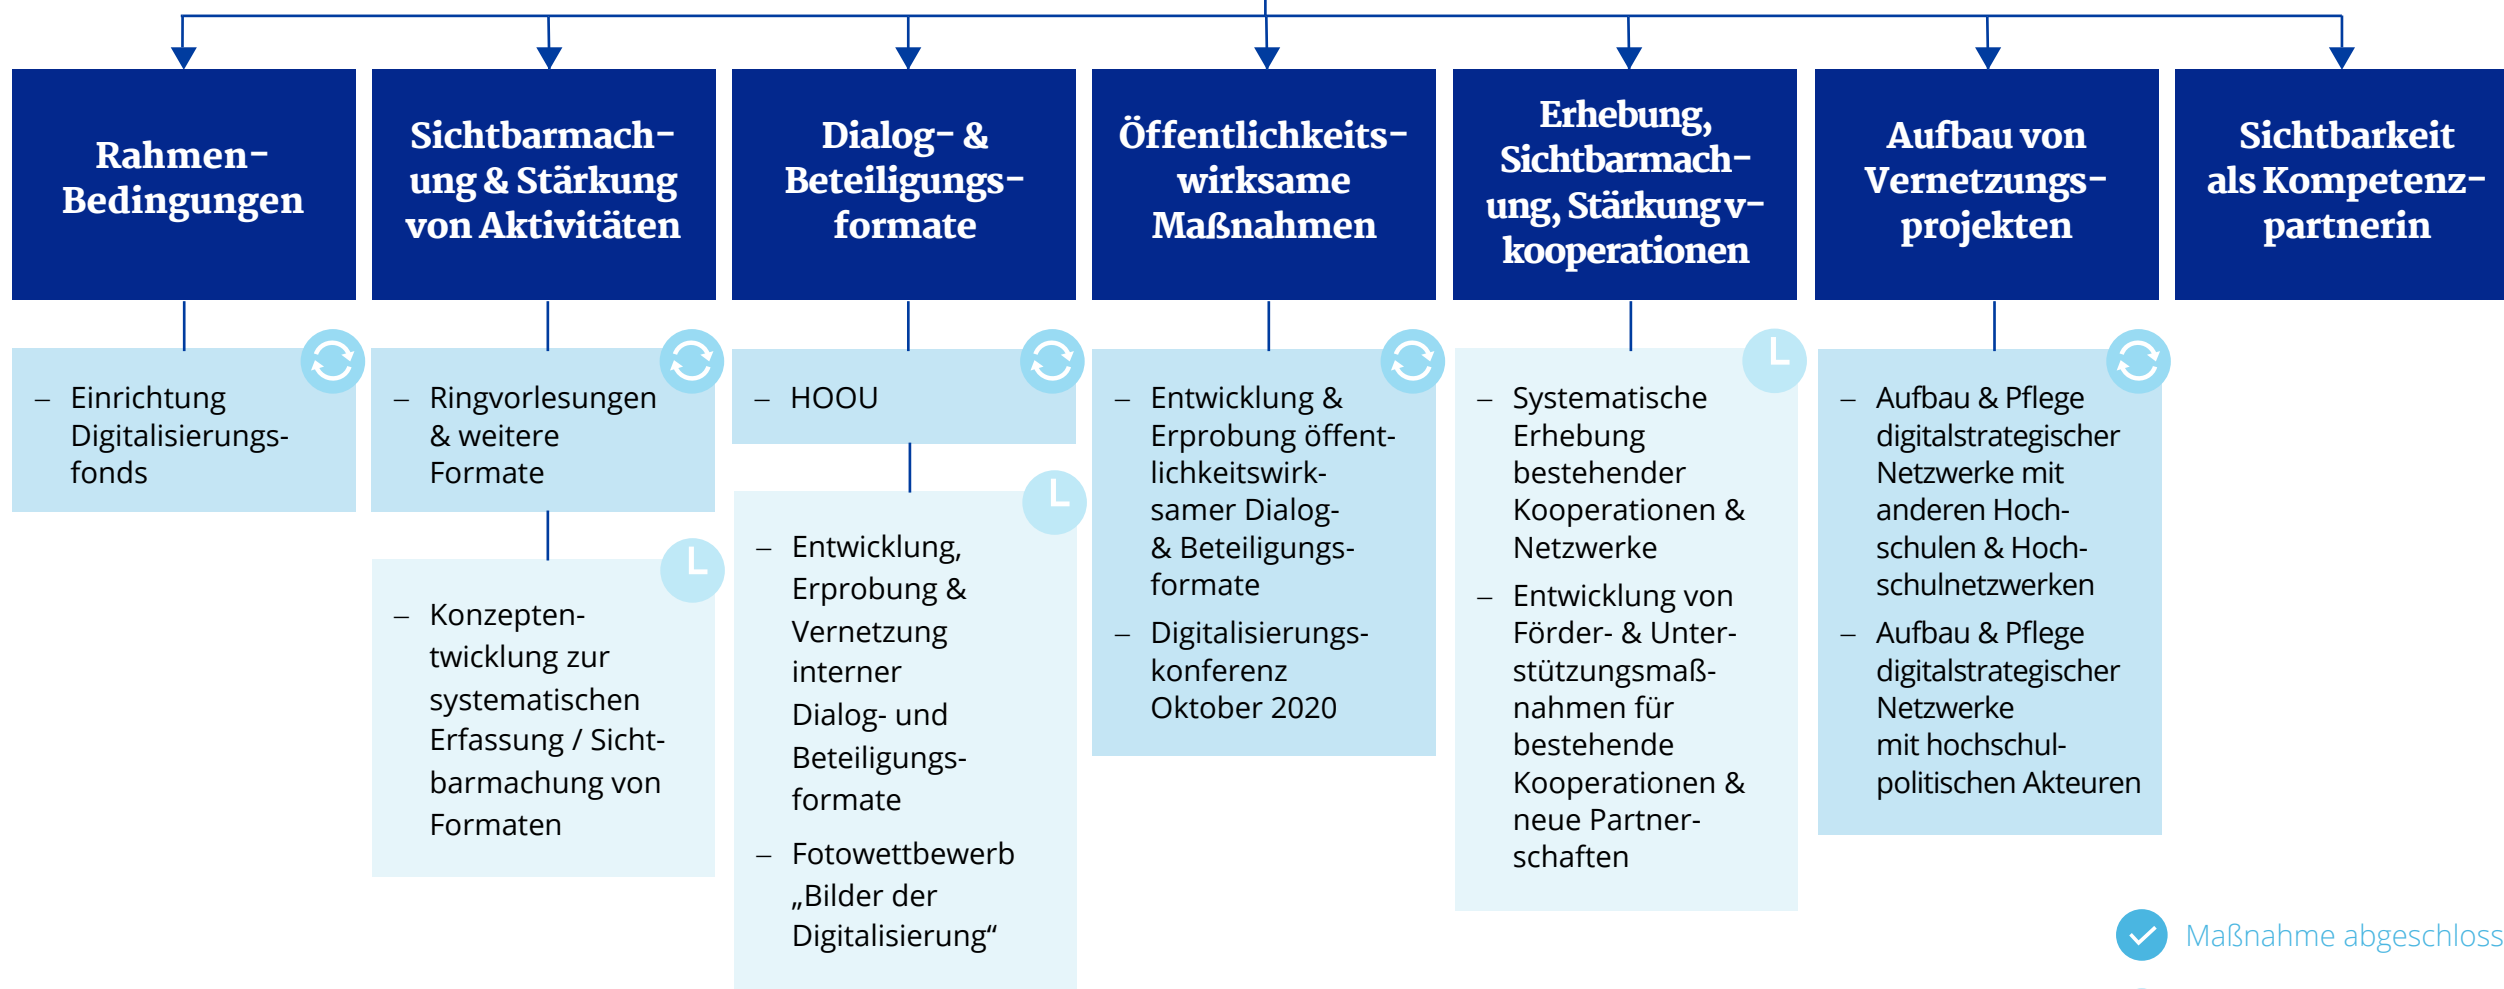 Rahmen-
Bedingungen
Sichtbarmach-
ung & Stärkung
von Aktivitäten
Dialog- &
Beteiligungs-
formate
Öffentlichkeits-
wirksame
Maßnahmen
Erhebung,
Sichtbarmach-
ung, Stärkung v-
kooperationen
Aufbau von
Vernetzungs-
projekten
Sichtbarkeit
als Kompetenz-
partnerin
– Einrichtung
Digitalisierungs-
fonds
– Ringvorlesungen
& weitere
Formate
– Konzepten-
twicklung zur
systematischen
Erfassung / Sicht-
barmachung von
Formaten
– HOOU
– Entwicklung,
Erprobung &
Vernetzung
interner
Dialog- und
Beteiligungs-
formate
– Fotowettbewerb
„Bilder der
Digitalisierung“
– Entwicklung &
Erprobung öffent-
lichkeitswirk-
samer Dialog-
& Beteiligungs-
formate
– Digitalisierungs-
konferenz
Oktober 2020
– Systematische
Erhebung
bestehender
Kooperationen &
Netzwerke
– Entwicklung von
Förder- & Unter-
stützungsmaß-
nahmen für
bestehende
Kooperationen &
neue Partner-
schaften
– Aufbau & Pflege
digitalstrategischer
Netzwerke mit
anderen Hoch-
schulen & Hoch-
schulnetzwerken
– Aufbau & Pflege
digitalstrategischer
Netzwerke
mit hochschul-
politischen Akteuren
Maßnahme abgeschloss